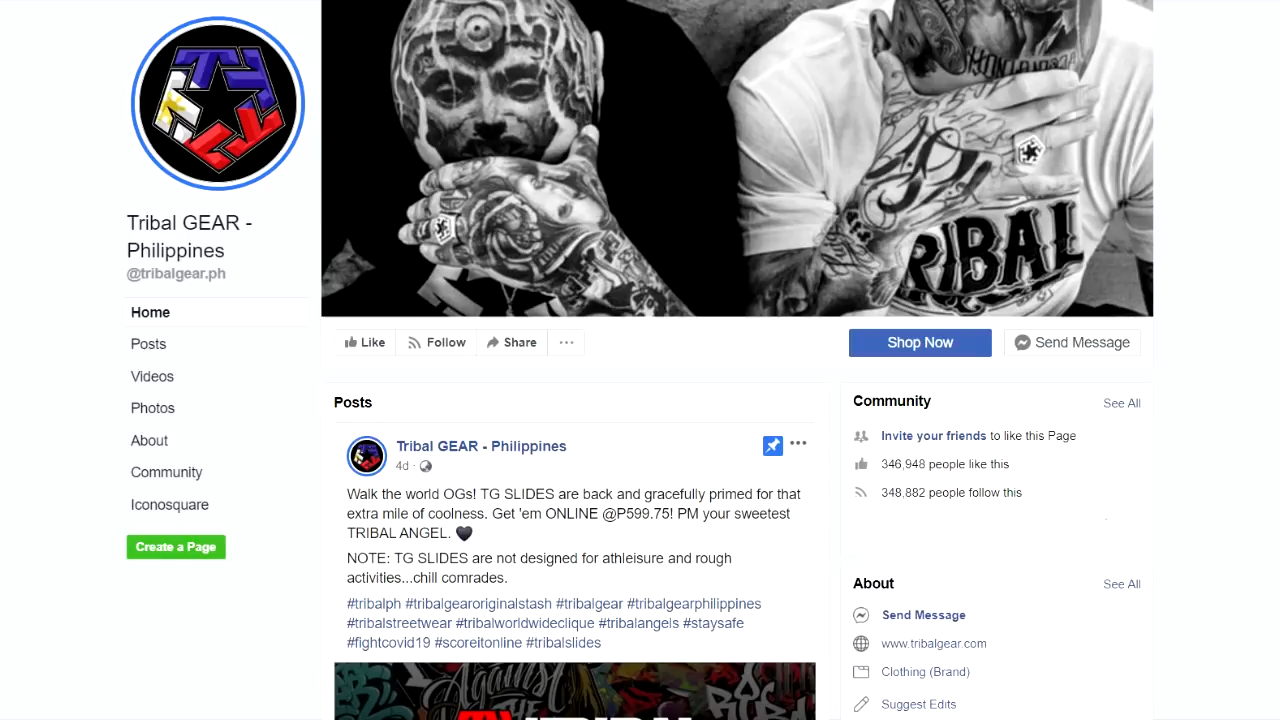 RIBAL
Tribal GEAR -
Philippines
@tribalgear.ph
Home
Posts
Videos
Photos
About
Community
Iconosquare
Create a Page
Like
Follow
Share
Shop Now
Send Message
Posts
Tribal GEAR - Philippines
4d ·
Walk the world OGs! TG SLIDES are back and gracefully primed for that
extra mile of coolness. Get 'em ONLINE @P599.75! PM your sweetest
TRIBAL ANGEL. 🖤
NOTE: TG SLIDES are not designed for athleisure and rough
activities...chill comrades.
#tribalph #tribalgearoriginalstash #tribalgear #tribalgearphilippines
#tribalstreetwear #tribalworldwideclique #tribalangels #staysafe
#fightcovid19 #scoreitonline #tribalslides
Against
THE
Community
See All
Invite your friends to like this Page
346,948 people like this
348,882 people follow this
About
See All
Send Message
www.tribalgear.com
Clothing (Brand)
Suggest Edits